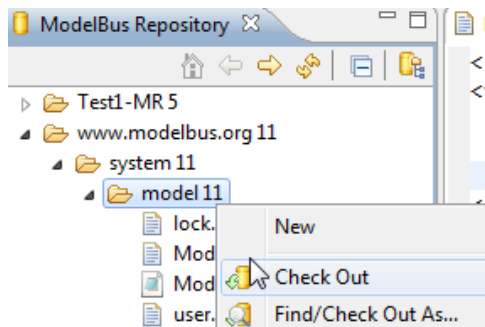 ModelBus Repository
Test1-MR 5
www.modelbus.org 11
system 11
model 11
lock.
New
Mod
Check Out
Mod
user.
Find/Check Out As...